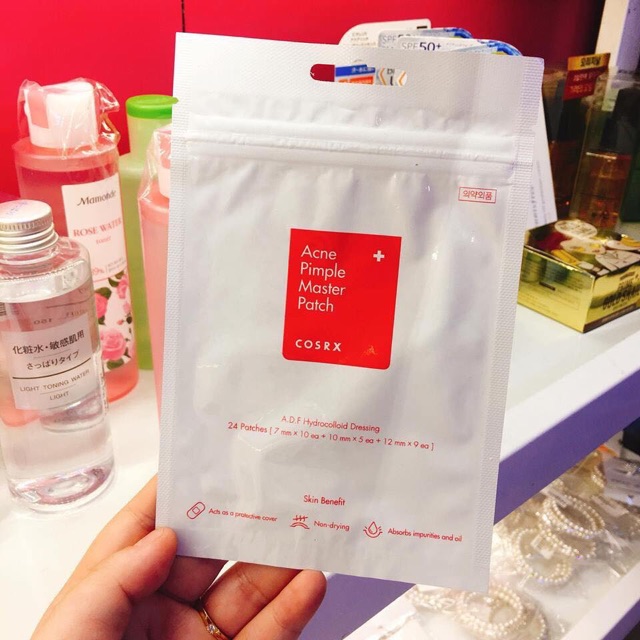 SPF50+
의약외품
Acne
Pimple
Master
Patch
COSRX
A.D.F Hydrocolloid Dressing
24 Patches [ 7 mm × 10 ea + 10 mm × 5 ea + 12 mm × 9 ea ]
Skin Benefit
Acts as a protective cover
Non-drying
Absorbs impurities and oil
Mamonde
ROSE WATER
TONER
化粧水・敏感肌用
さっぱりタイプ
LIGHT TONING WATER
LIGHT